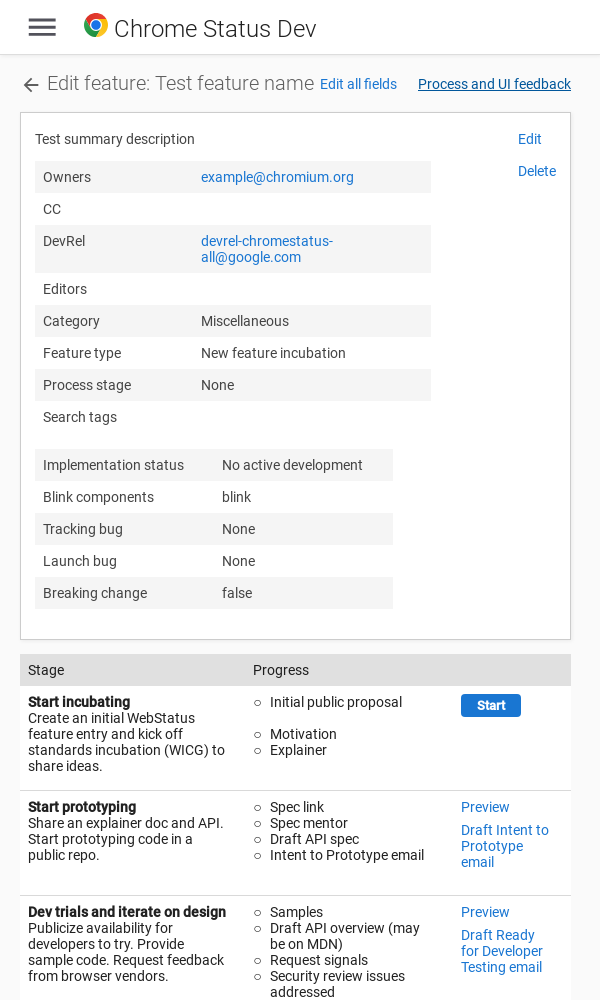 Chrome Status Dev
Edit feature: Test feature name Edit all fields Process and UI feedback
Test summary description Edit
Delete
Owners example@chromium.org
CC
DevRel devrel-chromestatus-
all@google.com
Editors
Category Miscellaneous
Feature type New feature incubation
Process stage None
Search tags
Implementation status No active development
Blink components blink
Tracking bug None
Launch bug None
Breaking change false
Stage Progress
Start incubating
Create an initial WebStatus
feature entry and kick off
standards incubation (WICG) to
share ideas.
Initial public proposal
Motivation
Explainer
Start
Start prototyping
Share an explainer doc and API.
Start prototyping code in a
public repo.
Spec link
Spec mentor
Draft API spec
Intent to Prototype email
Preview
Draft Intent to
Prototype
email
Dev trials and iterate on design
Publicize availability for
developers to try. Provide
sample code. Request feedback
from browser vendors.
Samples
Draft API overview (may
be on MDN)
Request signals
Security review issues
addressed
Preview
Draft Ready
for Developer
Testing email